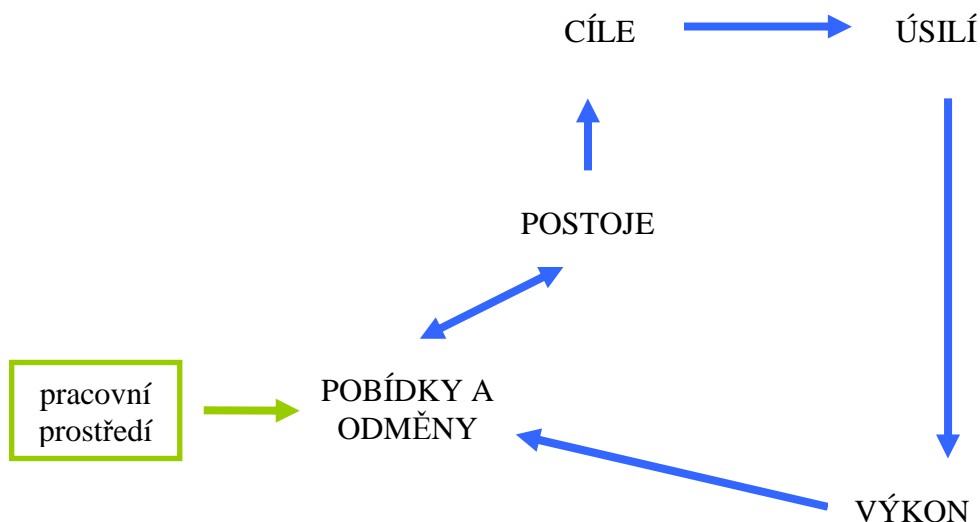 CÍLE
ÚSILÍ
POSTOJE
pracovní
prostředí
POBÍDKY A
ODMĚNY
VÝKON